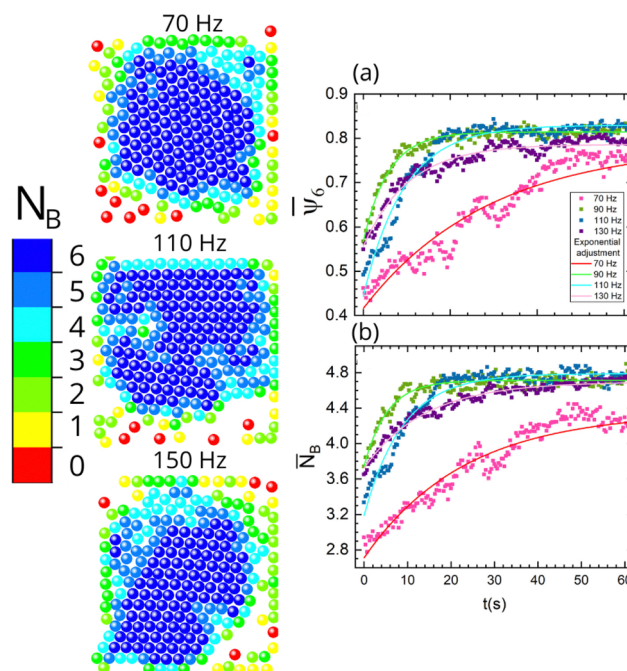 70 Hz
N_B
6
5
4
3
2
1
0
110 Hz
150 Hz
(a)
0.9
0.8
0.7
0.6
0.5
0.4
ψ̅₆
70 Hz
90 Hz
110 Hz
130 Hz
Exponential
adjustment
70 Hz
90 Hz
110 Hz
130 Hz
(b)
4.8
4.4
4.0
3.6
3.2
2.8
N̅_B
0 10 20 30 40 50 60
t(s)